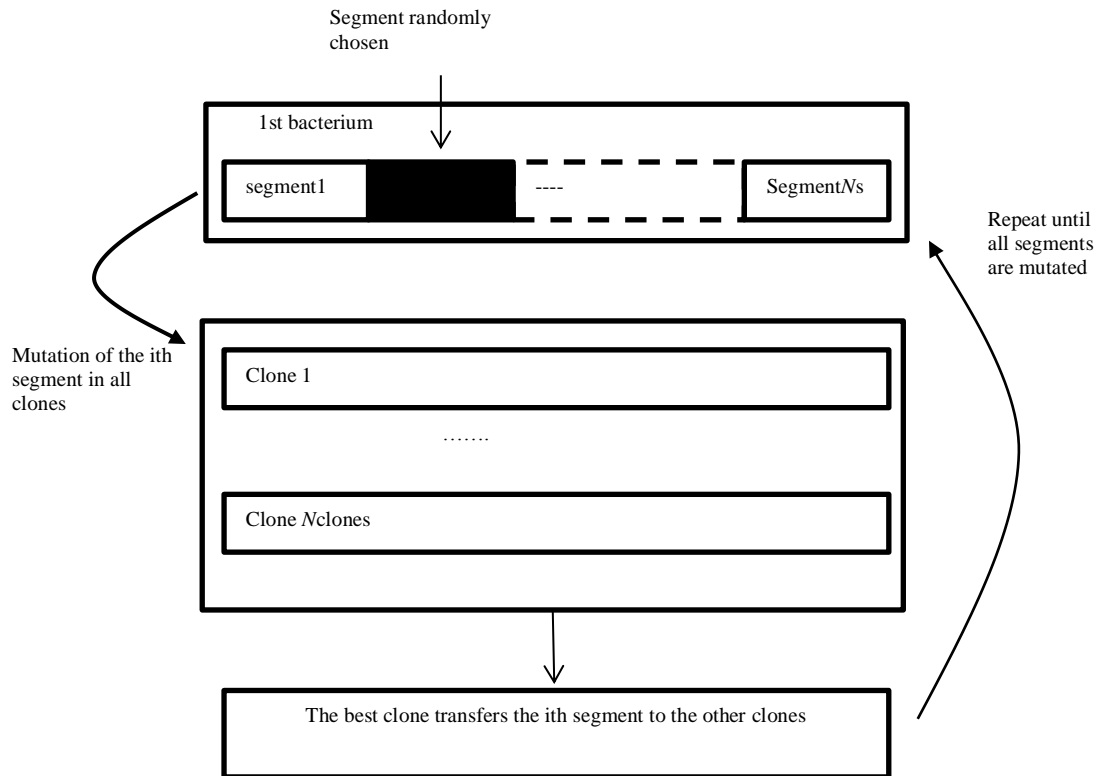 Segment randomly
chosen
1st bacterium
segment1
----
SegmentNs
Repeat until
all segments
are mutated
Mutation of the ith
segment in all
clones
Clone 1
…….
Clone Nclones
The best clone transfers the ith segment to the other clones